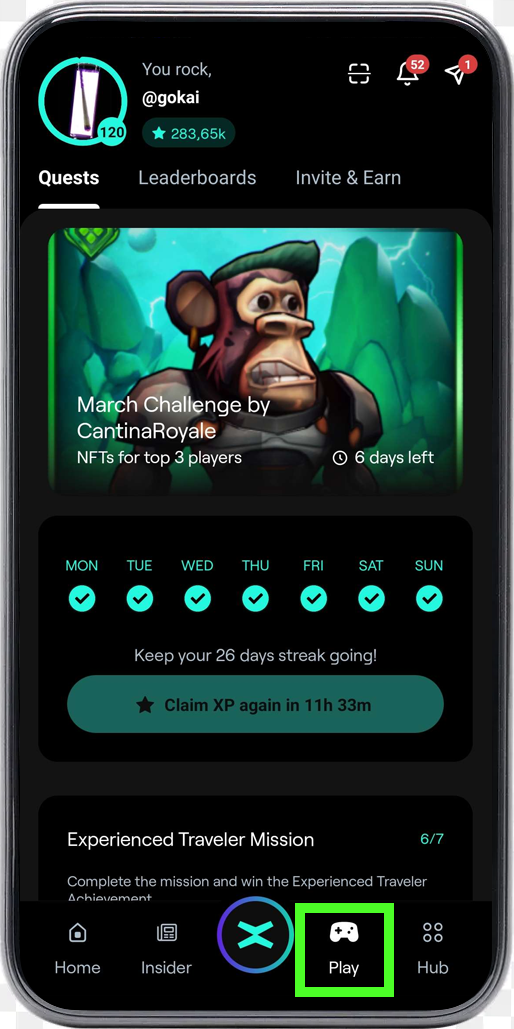 You rock,
@gokai
120
283,65k
52
1
Quests
Leaderboards
Invite & Earn
March Challenge by
CantinaRoyale
NFTs for top 3 players
6 days left
MON
TUE
WED
THU
FRI
SAT
SUN
Keep your 26 days streak going!
Claim XP again in 11h 33m
Experienced Traveler Mission
6/7
Complete the mission and win the Experienced Traveler
Achievement
Home
Insider
Play
Hub